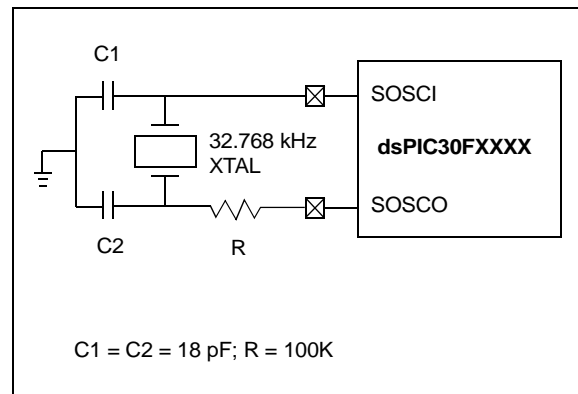 C1
SOSCI
32.768 kHz
XTAL
dsPIC30FXXXX
SOSCO
C2
R
C1 = C2 = 18 pF; R = 100K